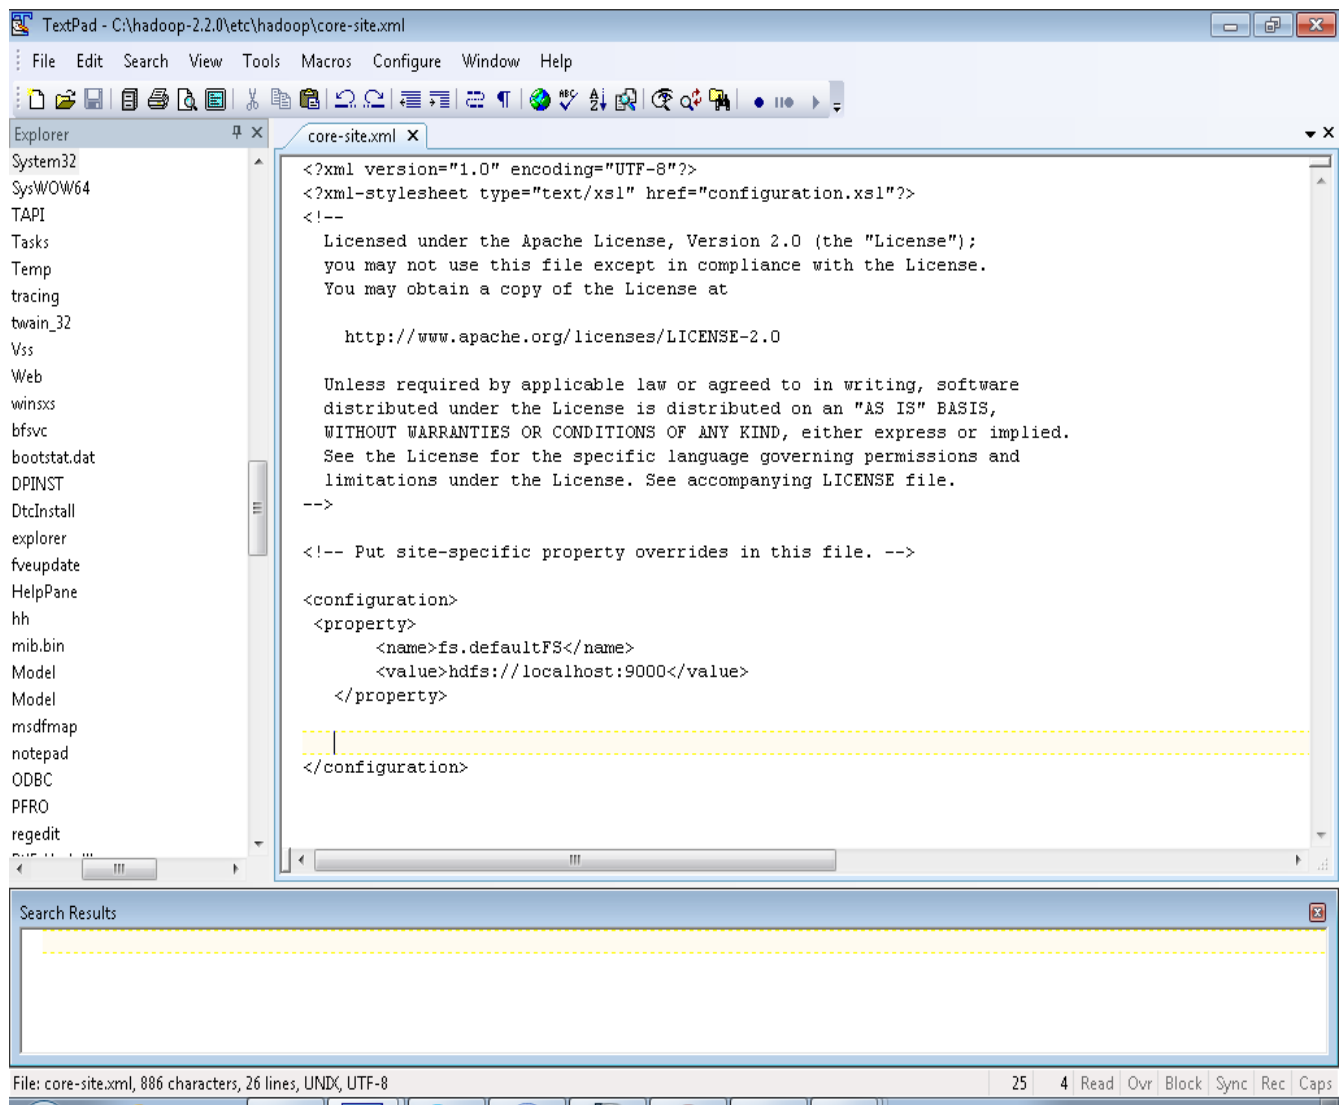 TextPad - C:\hadoop-2.2.0\etc\hadoop\core-site.xml
File Edit Search View Tools Macros Configure Window Help
Explorer
System32
SysWOW64
TAPI
Tasks
Temp
tracing
twain_32
Vss
Web
winsxs
bfsvc
bootstat.dat
DPINST
DtcInstall
explorer
fveupdate
HelpPane
hh
mib.bin
Model
Model
msdfmap
notepad
ODBC
PFRO
regedit
core-site.xml
<?xml version="1.0" encoding="UTF-8"?>
<?xml-stylesheet type="text/xsl" href="configuration.xsl"?>
<!--
Licensed under the Apache License, Version 2.0 (the "License");
you may not use this file except in compliance with the License.
You may obtain a copy of the License at
http://www.apache.org/licenses/LICENSE-2.0
Unless required by applicable law or agreed to in writing, software
distributed under the License is distributed on an "AS IS" BASIS,
WITHOUT WARRANTIES OR CONDITIONS OF ANY KIND, either express or implied.
See the License for the specific language governing permissions and
limitations under the License. See accompanying LICENSE file.
-->
<!-- Put site-specific property overrides in this file. -->
<configuration>
<property>
<name>fs.defaultFS</name>
<value>hdfs://localhost:9000</value>
</property>
</configuration>
Search Results
File: core-site.xml, 886 characters, 26 lines, UNIX, UTF-8
25 4 Read Ovr Block Sync Rec Caps